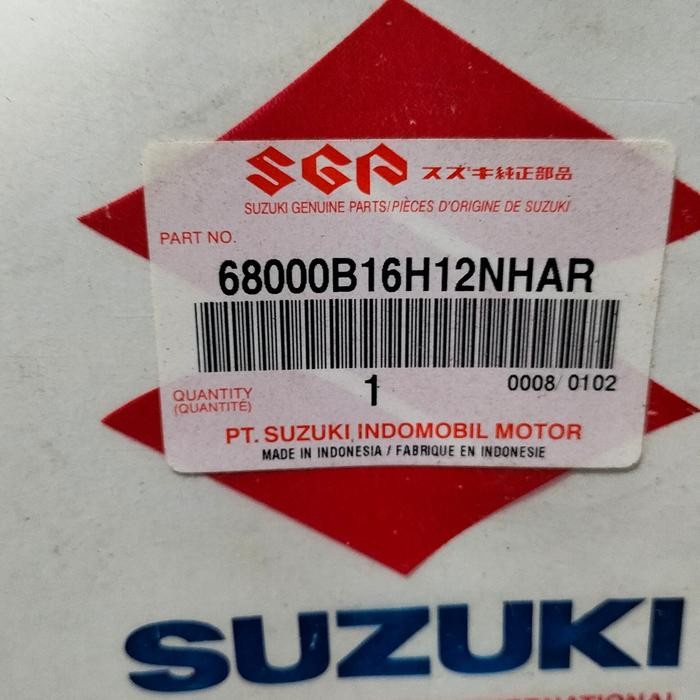 SGP スズキ純正部品
SUZUKI GENUINE PARTS/PIÈCES D'ORIGINE DE SUZUKI
PART NO.
68000B16H12NHAR
QUANTITY
(QUANTITÉ)
1
0008/0102
PT. SUZUKI INDOMOBIL MOTOR
MADE IN INDONESIA / FABRIQUE EN INDONESIE
SUZUKI
INTERNATIONAL